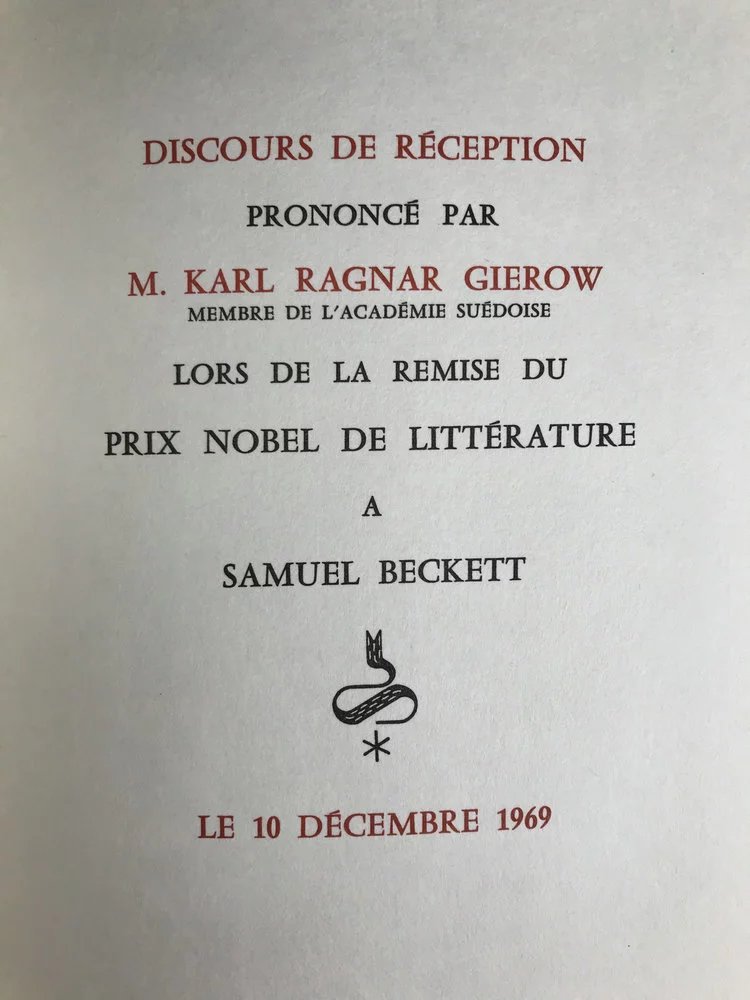 DISCOURS DE RÉCEPTION
PRONONCÉ PAR
M. KARL RAGNAR GIEROW
MEMBRE DE L'ACADÉMIE SUÉDOISE
LORS DE LA REMISE DU
PRIX NOBEL DE LITTÉRATURE
A
SAMUEL BECKETT
LE 10 DÉCEMBRE 1969